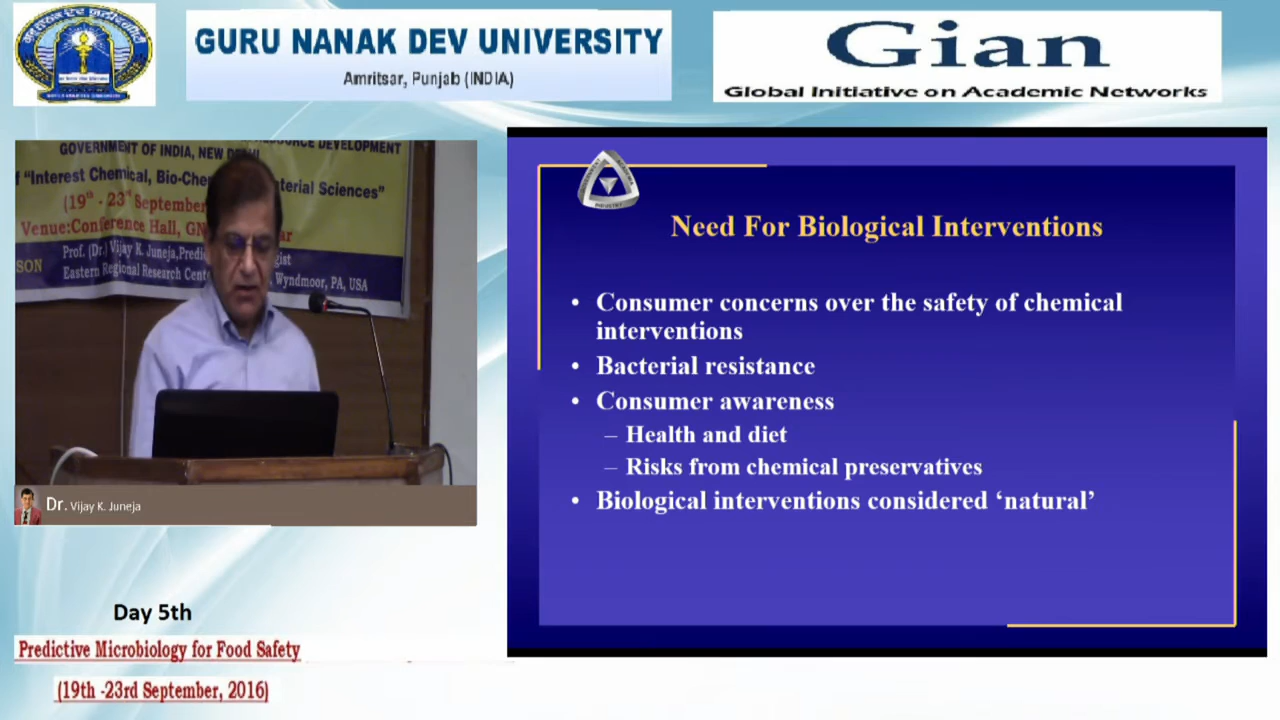 GURU NANAK DEV UNIVERSITY
Amritsar, Punjab (INDIA)
Gian
Global Initiative on Academic Networks
GOVERNMENT OF INDIA, NEW DELHI
DEVELOPMENT
"Interest Chemical, Bio-Che terial Sciences"
(19th - 23rd September
Venue:Conference Hall, GN
Prof. (Dr.) Vijay K. Juneja,Predi
SON
Eastern Regional Research Cent Wyndmoor, PA, USA
Dr. Vijay K. Juneja
Need For Biological Interventions
• Consumer concerns over the safety of chemical
interventions
• Bacterial resistance
• Consumer awareness
– Health and diet
– Risks from chemical preservatives
• Biological interventions considered ‘natural’
Day 5th
Predictive Microbiology for Food Safety
(19th -23rd September, 2016)